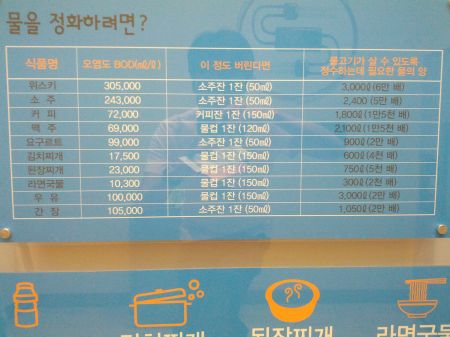 물을 정화하려면?
식품명 오염도 BOD(㎎/ℓ) 이 정도 버린다면 물고기가 살 수 있도록 정수하는데 필요한 물의 양
위스키 305,000 소주잔 1잔 (50㎖) 3,000ℓ(6만 배)
소 주 243,000 소주잔 1잔 (50㎖) 2,400 (5만 배)
커 피 72,000 커피잔 1잔 (150㎖) 1,800ℓ(1만5천 배)
맥 주 69,000 물컵 1잔 (120㎖) 2,100ℓ(1만5천 배)
요구르트 99,000 소주잔 1잔 (50㎖) 900ℓ(2만 배)
김치찌개 17,500 물컵 1잔 (150㎖) 600ℓ(4천 배)
된장찌개 23,000 물컵 1잔 (150㎖) 750ℓ(5천 배)
라면국물 10,300 물컵 1잔 (150㎖) 300ℓ(2천 배)
우 유 100,000 물컵 1잔 (150㎖) 3,000ℓ(2만 배)
간 장 105,000 소주잔 1잔 (50㎖) 1,050ℓ(2만 배)
김치찌개 된장찌개 라면국물